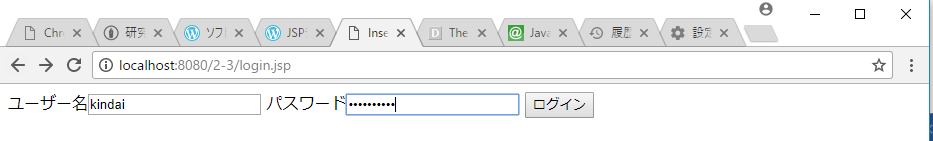 Chr 研究 ソフ JSP Inse The Java 履歴 設定
localhost:8080/2-3/login.jsp
ユーザー名 kindai パスワード •••••••••• ログイン